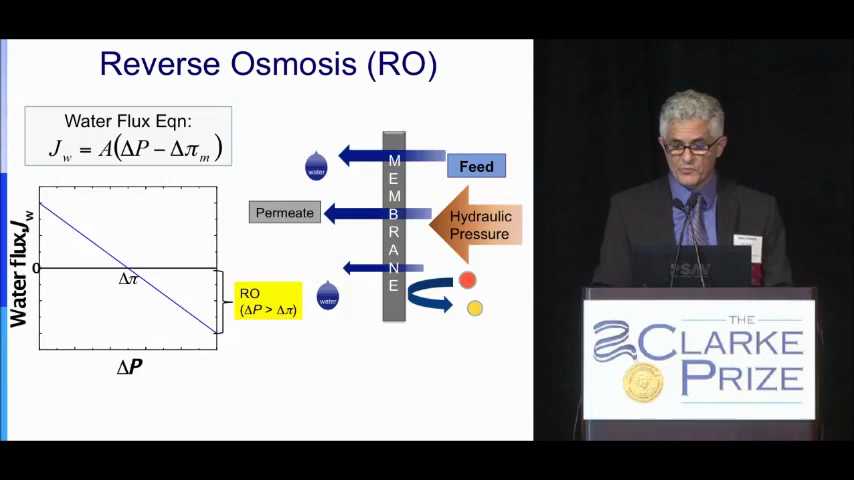 Reverse Osmosis (RO)
Water Flux Eqn:
J_w = A(ΔP − Δπ_m)
Water flux, J_w
0
Δπ
ΔP
RO
(ΔP > Δπ)
water
Permeate
water
MEMBRANE
Feed
Hydraulic
Pressure
THE
CLARKE
PRIZE